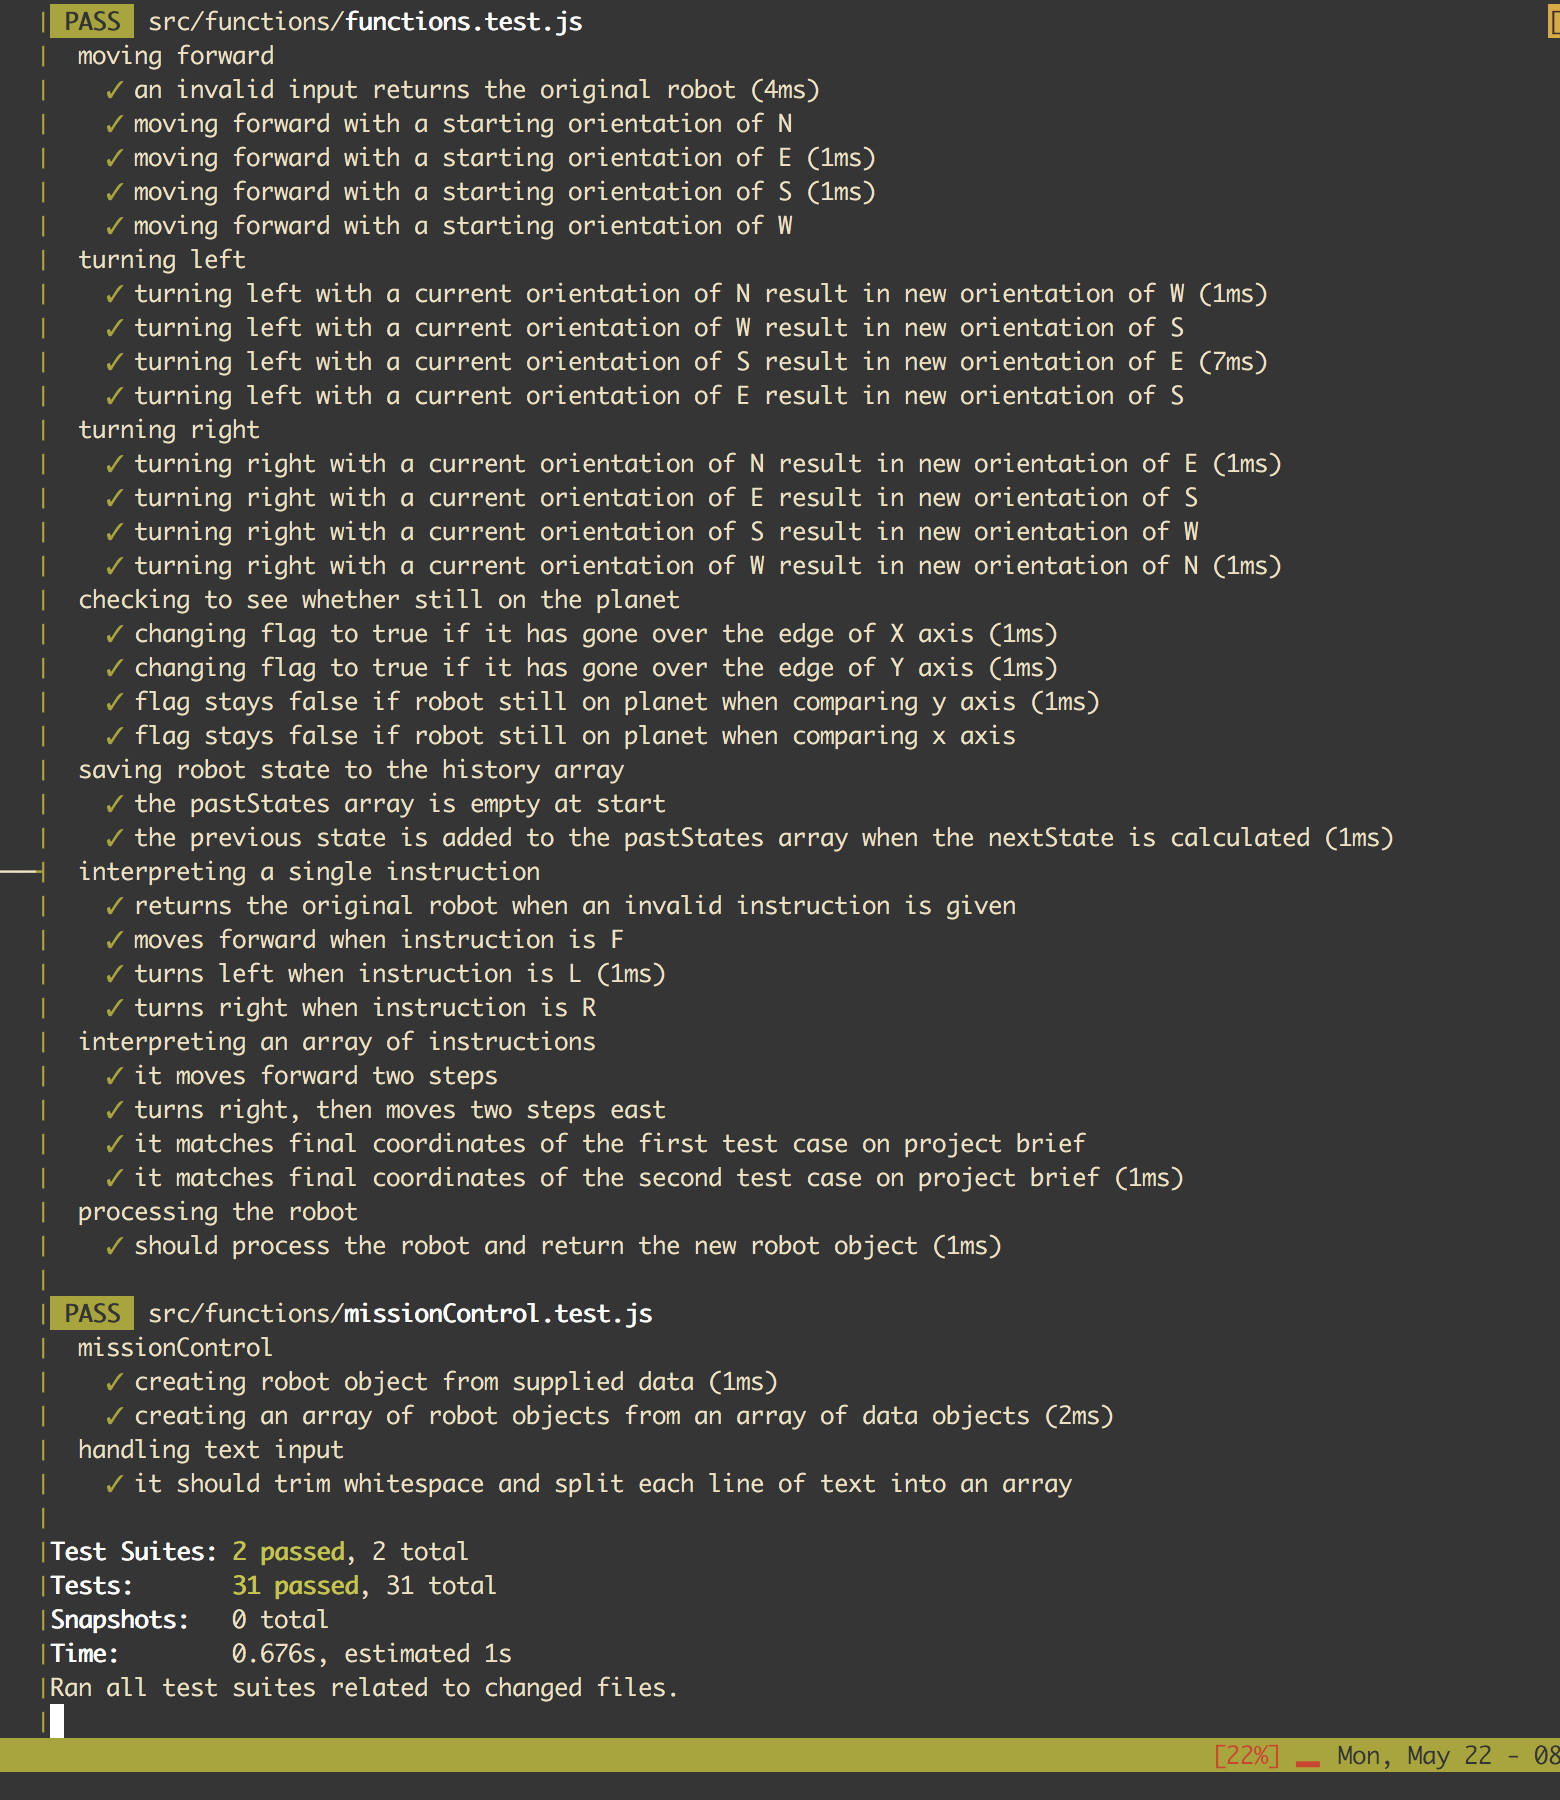 PASS src/functions/functions.test.js
moving forward
✓ an invalid input returns the original robot (4ms)
✓ moving forward with a starting orientation of N
✓ moving forward with a starting orientation of E (1ms)
✓ moving forward with a starting orientation of S (1ms)
✓ moving forward with a starting orientation of W
turning left
✓ turning left with a current orientation of N result in new orientation of W (1ms)
✓ turning left with a current orientation of W result in new orientation of S
✓ turning left with a current orientation of S result in new orientation of E (7ms)
✓ turning left with a current orientation of E result in new orientation of S
turning right
✓ turning right with a current orientation of N result in new orientation of E (1ms)
✓ turning right with a current orientation of E result in new orientation of S
✓ turning right with a current orientation of S result in new orientation of W
✓ turning right with a current orientation of W result in new orientation of N (1ms)
checking to see whether still on the planet
✓ changing flag to true if it has gone over the edge of X axis (1ms)
✓ changing flag to true if it has gone over the edge of Y axis (1ms)
✓ flag stays false if robot still on planet when comparing y axis (1ms)
✓ flag stays false if robot still on planet when comparing x axis
saving robot state to the history array
✓ the pastStates array is empty at start
✓ the previous state is added to the pastStates array when the nextState is calculated (1ms)
interpreting a single instruction
✓ returns the original robot when an invalid instruction is given
✓ moves forward when instruction is F
✓ turns left when instruction is L (1ms)
✓ turns right when instruction is R
interpreting an array of instructions
✓ it moves forward two steps
✓ turns right, then moves two steps east
✓ it matches final coordinates of the first test case on project brief
✓ it matches final coordinates of the second test case on project brief (1ms)
processing the robot
✓ should process the robot and return the new robot object (1ms)
PASS src/functions/missionControl.test.js
missionControl
✓ creating robot object from supplied data (1ms)
✓ creating an array of robot objects from an array of data objects (2ms)
handling text input
✓ it should trim whitespace and split each line of text into an array
Test Suites: 2 passed, 2 total
Tests: 31 passed, 31 total
Snapshots: 0 total
Time: 0.676s, estimated 1s
Ran all test suites related to changed files.
[22%] Mon, May 22 - 08